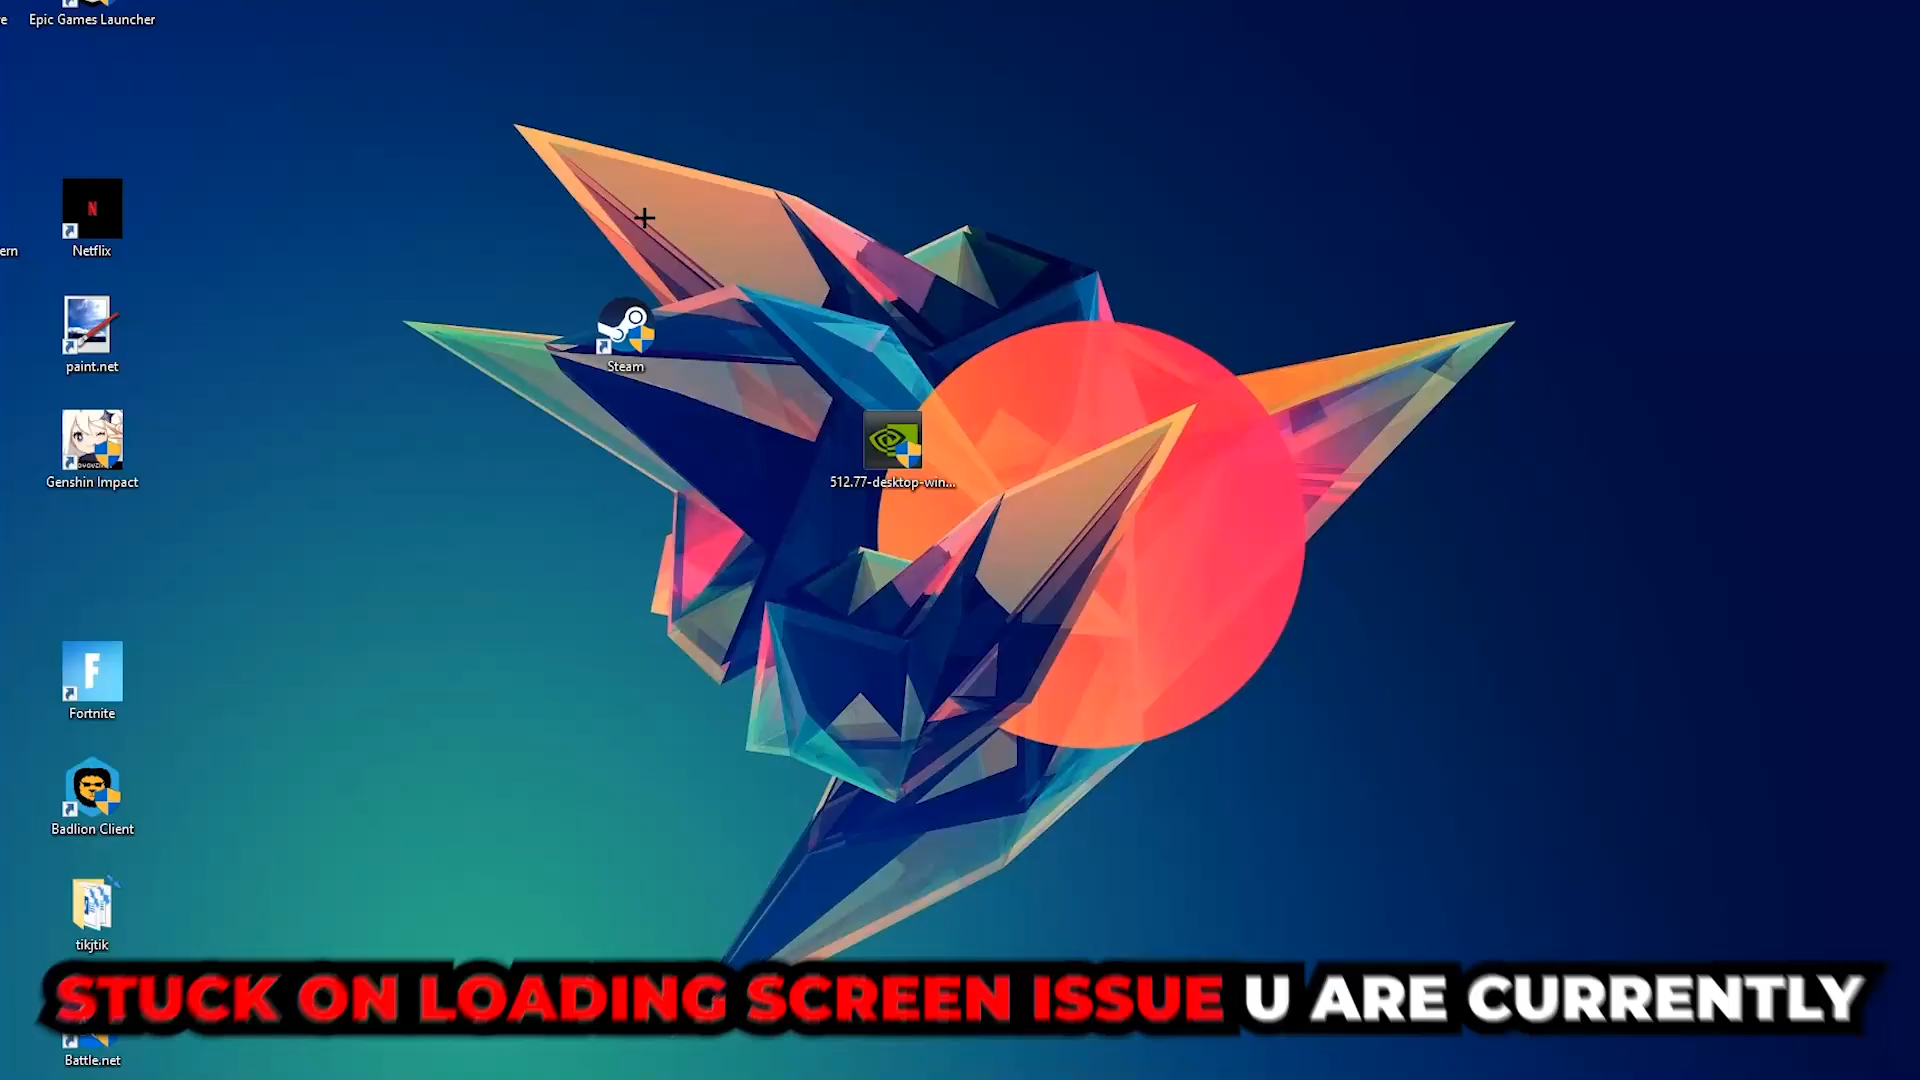 Epic Games Launcher
Netflix
ern
paint.net
Steam
Genshin Impact
512.77-desktop-win...
F
Fortnite
Badlion Client
tikjtik
STUCK ON LOADING SCREEN ISSUE U ARE CURRENTLY
Battle.net